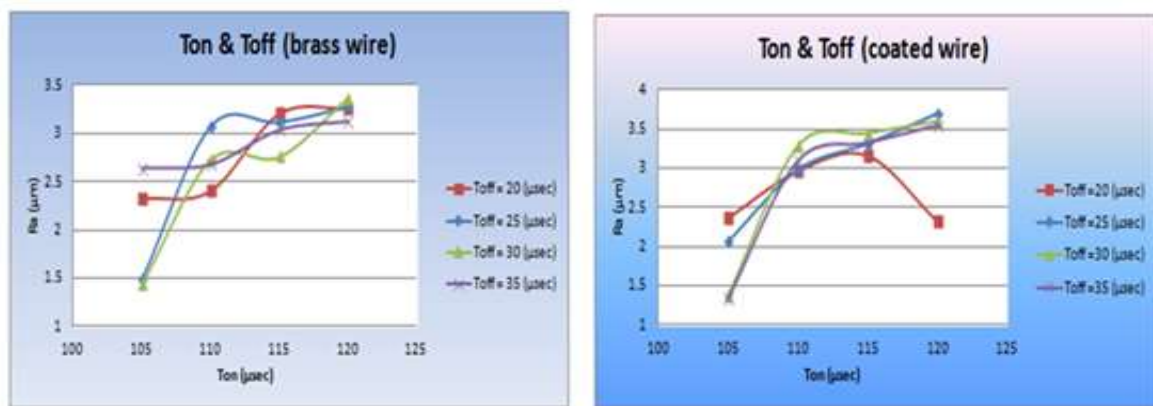 Ton & Toff (brass wire)
3.5
3
2.5
2
1.5
1
Ra (µm)
100 105 110 115 120 125
Ton (µsec)
Toff = 20 (µsec)
Toff = 25 (µsec)
Toff = 30 (µsec)
Toff = 35 (µsec)
Ton & Toff (coated wire)
4
3.5
3
2.5
2
1.5
1
Ra (µm)
100 105 110 115 120 125
Ton (µsec)
Toff =20 (µsec)
Toff =25 (µsec)
Toff =30 (µsec)
Toff =35 (µsec)